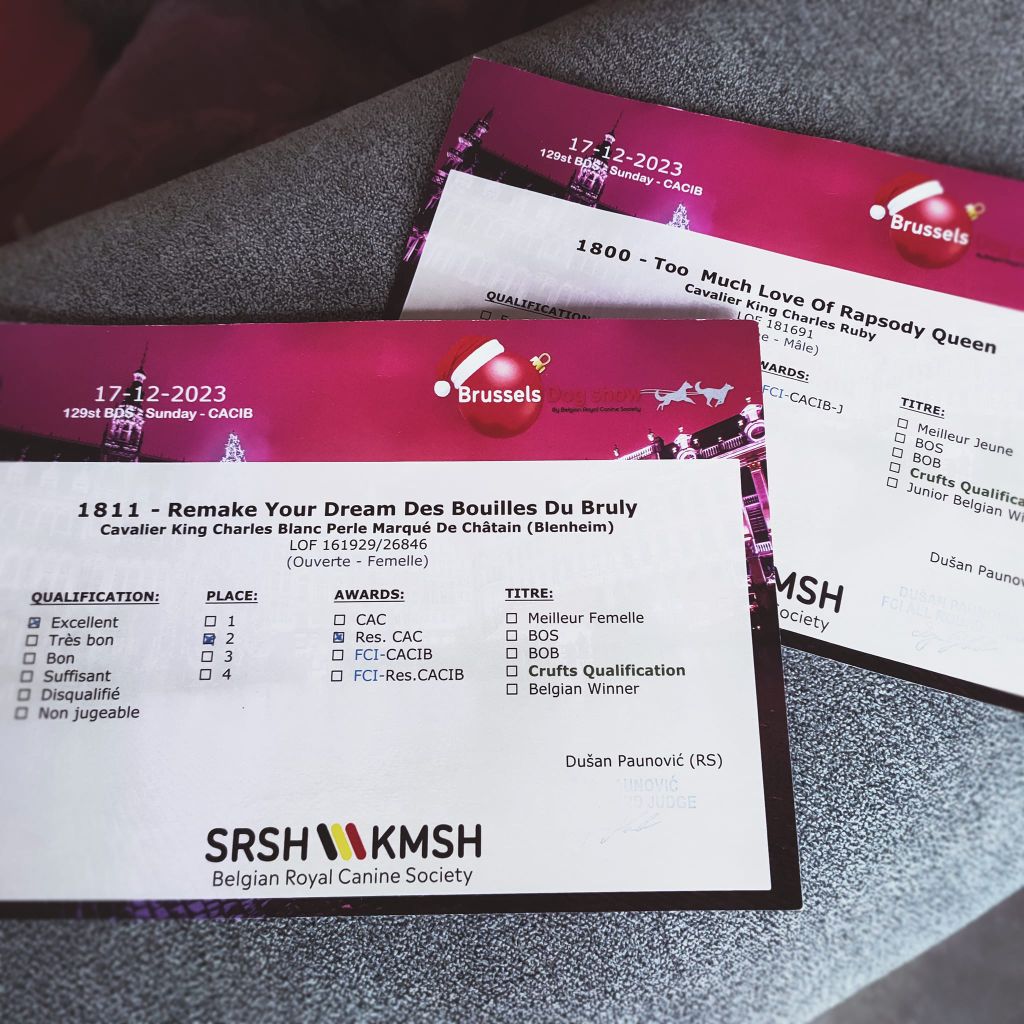 17-12-2023
129st BDS - Sunday - CACIB
Brussels
1800 - Too Much Love Of Rapsody Queen
Cavalier King Charles Ruby
LOF 181691
- Mâle)
QUALIFICATION
FCI-CACIB-J
TITRE:
Meilleur Jeune
BOS
BOB
Crufts
Junior Belgian
Dušan
KMSH
Society
17-12-2023
129st BDS - Sunday - CACIB
Brussels Dog show
By Belgian Royal Canine Society
1811 - Remake Your Dream Des Bouilles Du Bruly
Cavalier King Charles Blanc Perle Marqué De Châtain (Blenheim)
LOF 161929/26846
(Ouverte - Femelle)
QUALIFICATION:
Excellent
Très bon
Bon
Suffisant
Disqualifié
Non jugeable
PLACE:
1
2
3
4
AWARDS:
CAC
Res. CAC
FCI-CACIB
FCI-Res.CACIB
TITRE:
Meilleur Femelle
BOS
BOB
Crufts Qualification
Belgian Winner
Dušan Paunović (RS)
JUDGE
SRSH KMSH
Belgian Royal Canine Society